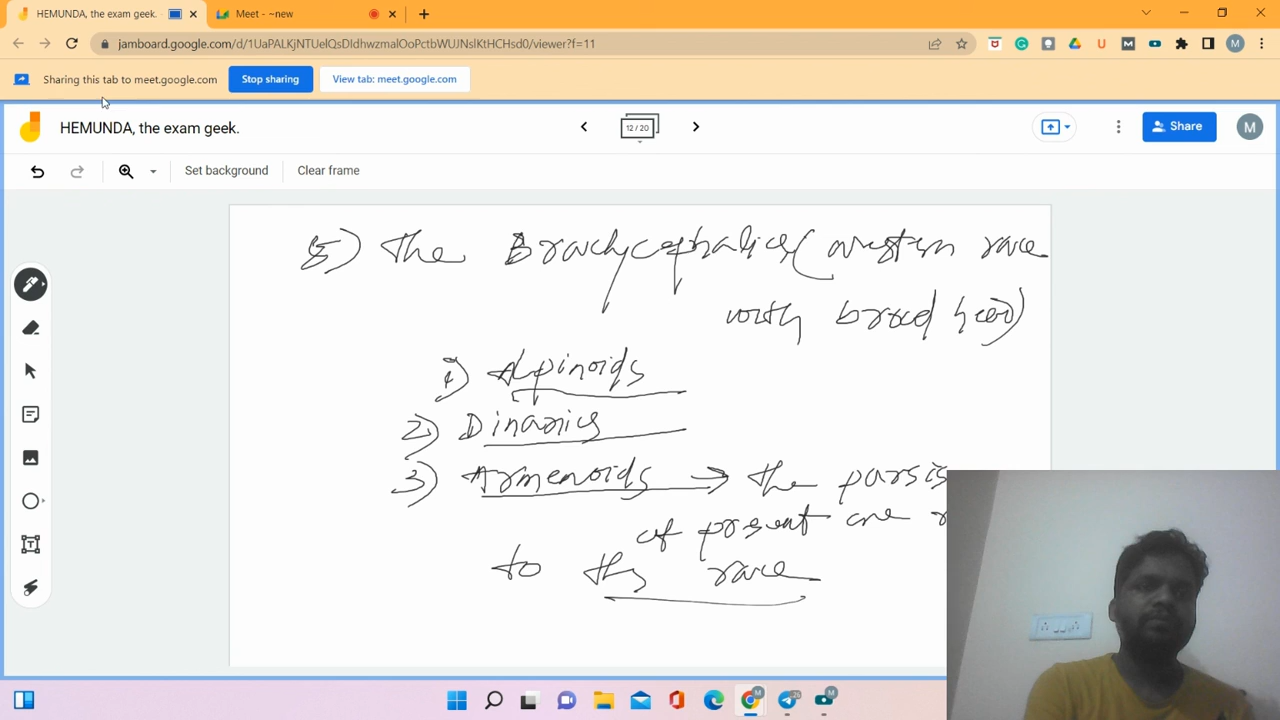 HEMUNDA, the exam geek.
Meet - ~new
jamboard.google.com/d/1UaPALKjNTUelQsDIdhwzmalOoPctbWUJNslKtHCHsd0/viewer?f=11
Sharing this tab to meet.google.com
Stop sharing
View tab: meet.google.com
HEMUNDA, the exam geek.
12 / 20
Share
M
Set background
Clear frame
5) The Brachycephalics (western race
with broad head)
1) Alpinoids
2) Dinarics
3) Armenoids → the parsis
of present are
to this race